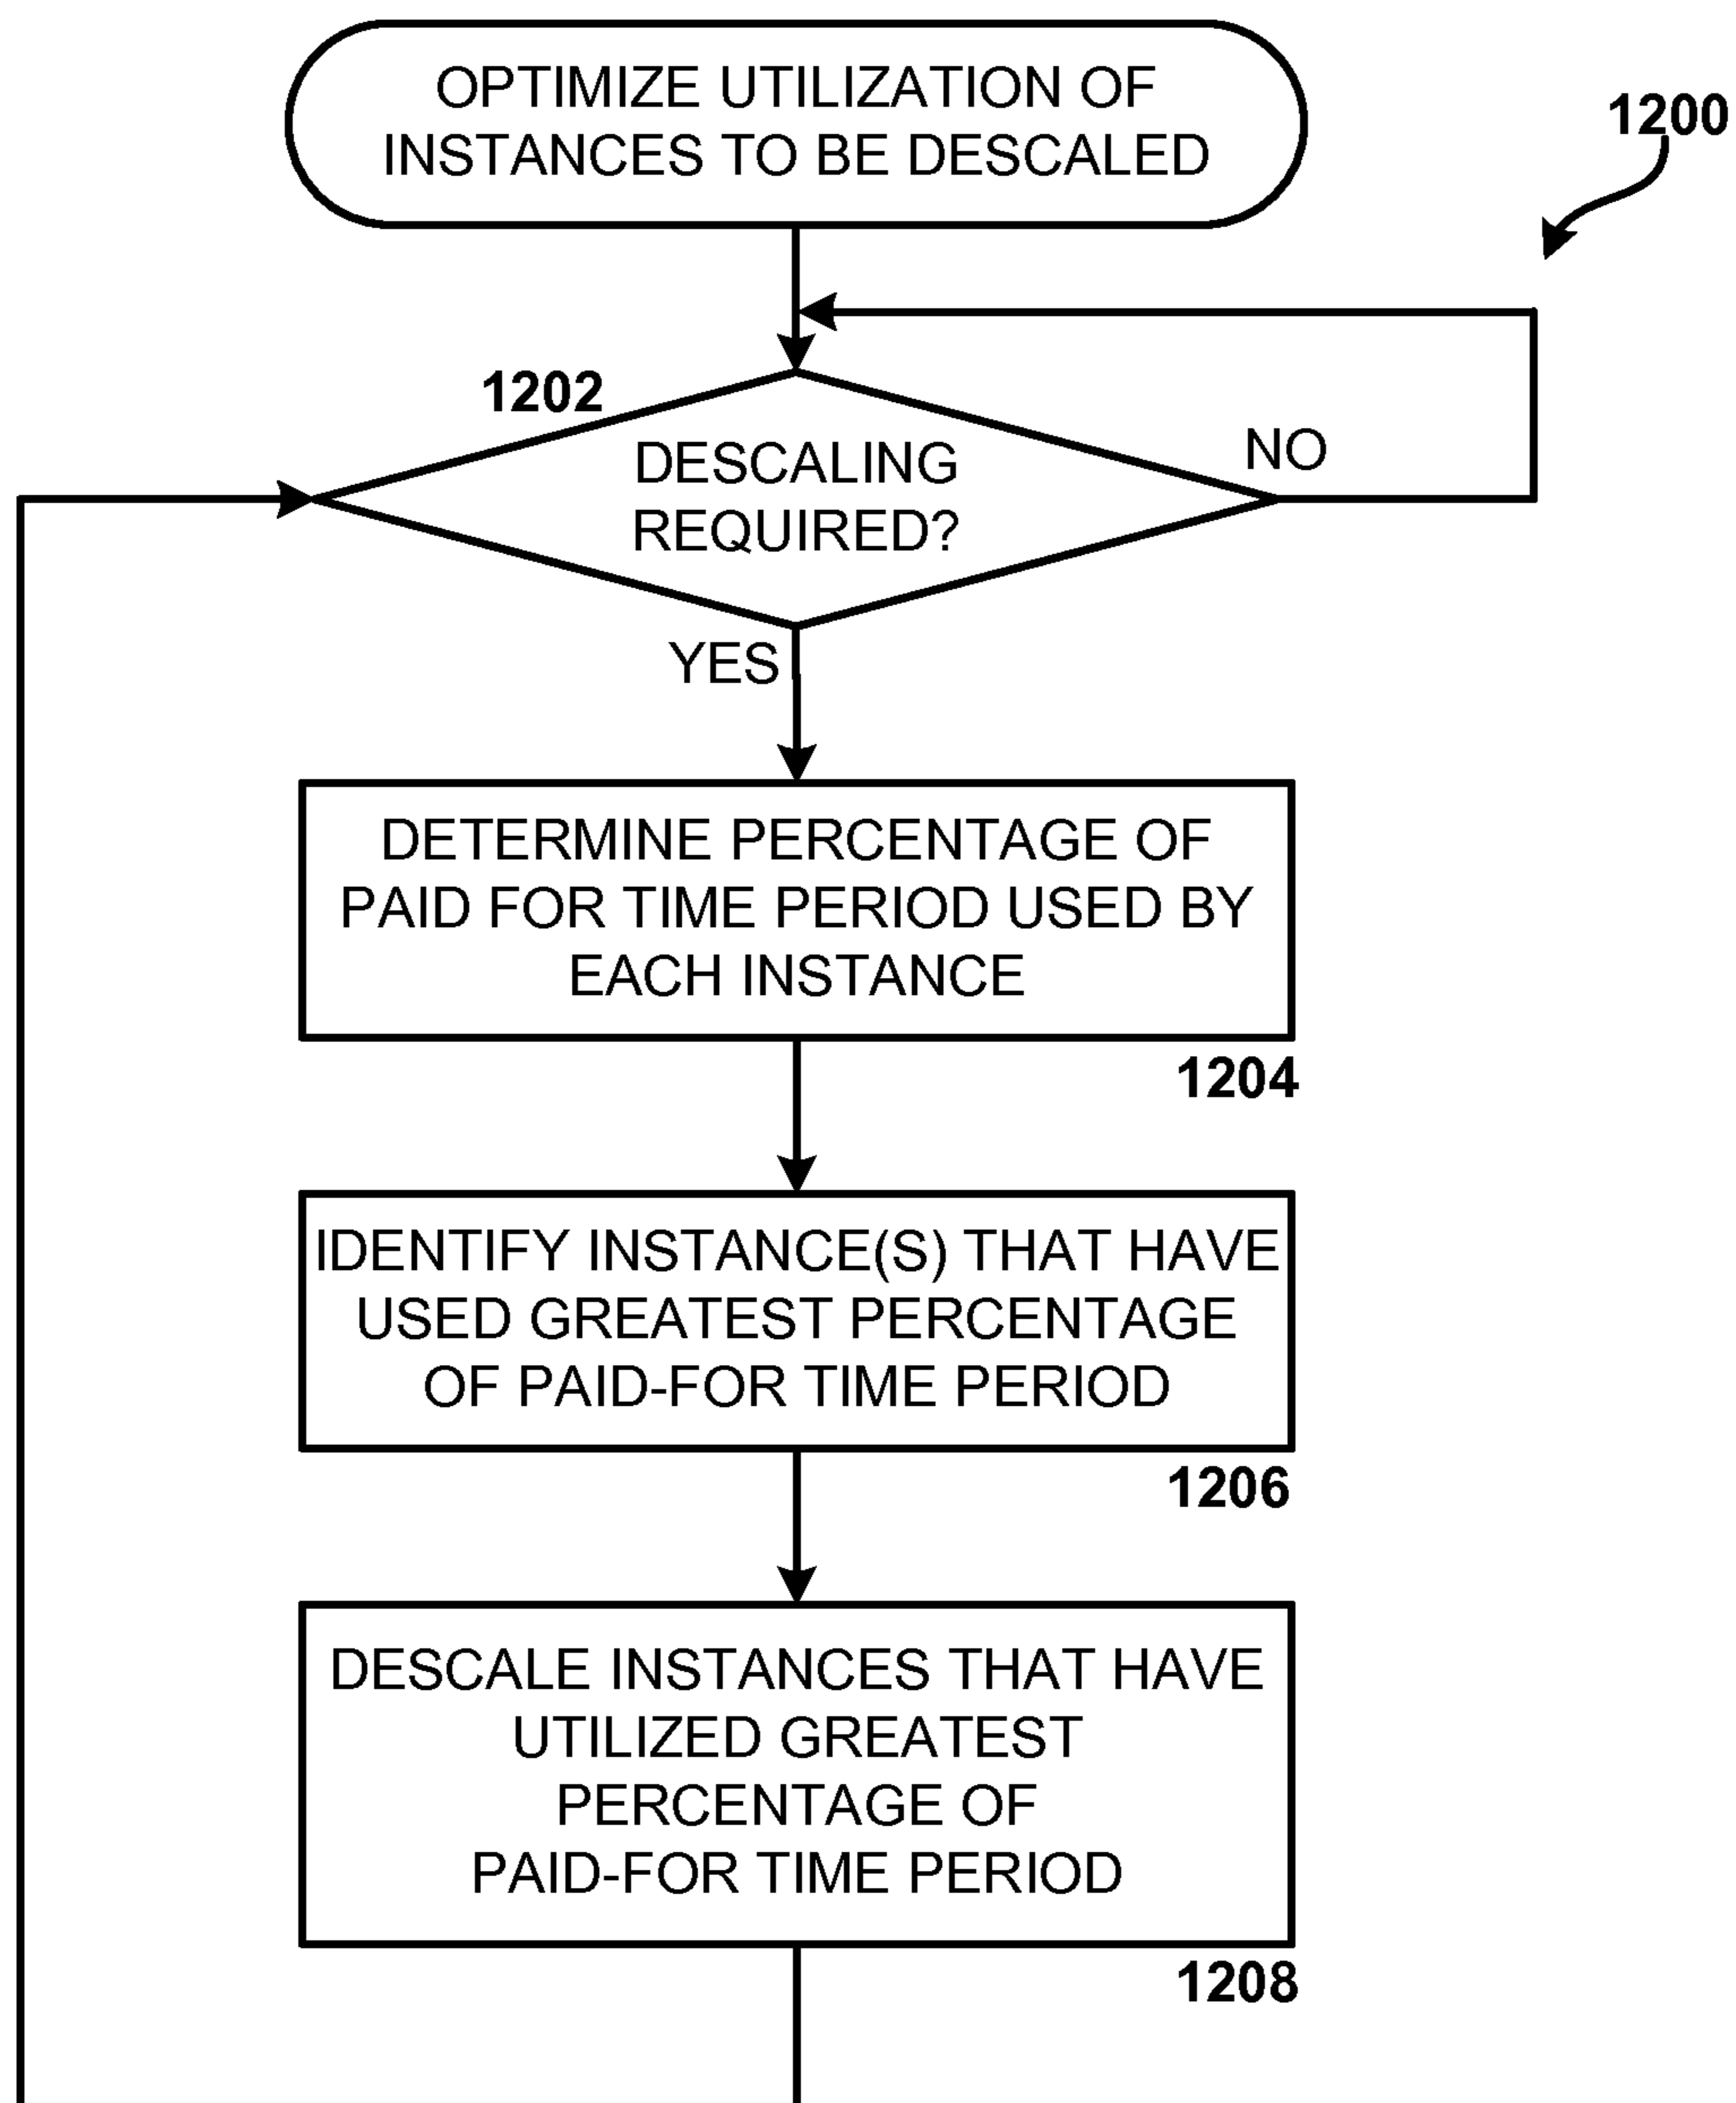 OPTIMIZE UTILIZATION OF
INSTANCES TO BE DESCALED
1200
1202
DESCALING
REQUIRED?
NO
YES
DETERMINE PERCENTAGE OF
PAID FOR TIME PERIOD USED BY
EACH INSTANCE
1204
IDENTIFY INSTANCE(S) THAT HAVE
USED GREATEST PERCENTAGE
OF PAID-FOR TIME PERIOD
1206
DESCALE INSTANCES THAT HAVE
UTILIZED GREATEST
PERCENTAGE OF
PAID-FOR TIME PERIOD
1208